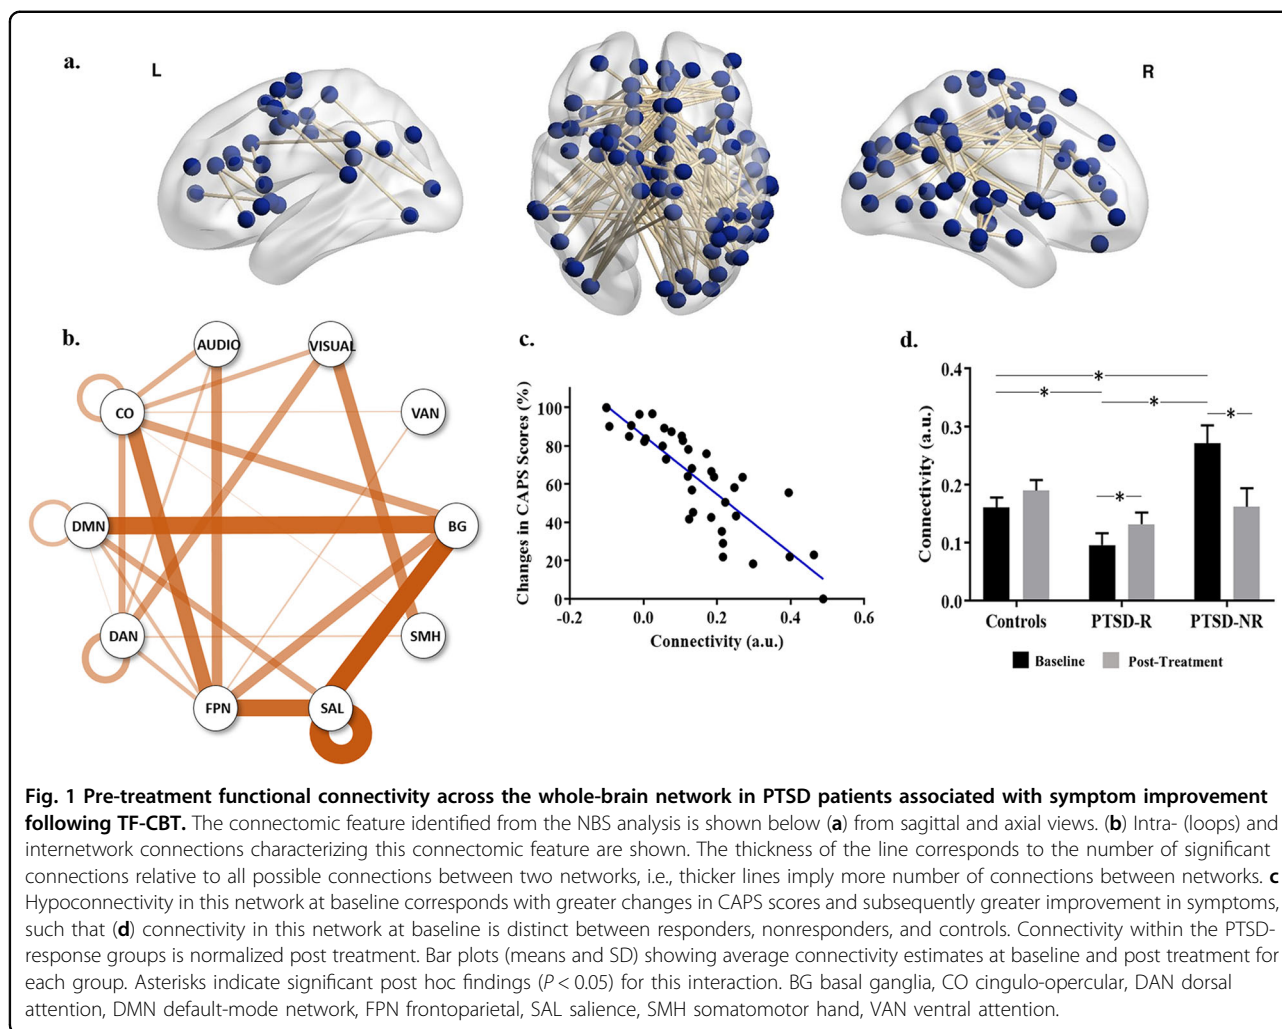 a.
L
R
b.
AUDIO
VISUAL
CO
VAN
DMN
BG
DAN
SMH
FPN
SAL
c.
Changes in CAPS Scores (%)
100
80
60
40
20
0
-0.2
0.0
0.2
0.4
0.6
Connectivity (a.u.)
d.
Connectivity (a.u.)
0.4
0.3
0.2
0.1
0.0
*
*
*
*
*
Controls
PTSD-R
PTSD-NR
Baseline
Post-Treatment
Fig. 1 Pre-treatment functional connectivity across the whole-brain network in PTSD patients associated with symptom improvement
following TF-CBT. The connectomic feature identified from the NBS analysis is shown below (a) from sagittal and axial views. (b) Intra- (loops) and
internetwork connections characterizing this connectomic feature are shown. The thickness of the line corresponds to the number of significant
connections relative to all possible connections between two networks, i.e., thicker lines imply more number of connections between networks. c
Hypoconnectivity in this network at baseline corresponds with greater changes in CAPS scores and subsequently greater improvement in symptoms,
such that (d) connectivity in this network at baseline is distinct between responders, nonresponders, and controls. Connectivity within the PTSD-
response groups is normalized post treatment. Bar plots (means and SD) showing average connectivity estimates at baseline and post treatment for
each group. Asterisks indicate significant post hoc findings (P < 0.05) for this interaction. BG basal ganglia, CO cingulo-opercular, DAN dorsal
attention, DMN default-mode network, FPN frontoparietal, SAL salience, SMH somatomotor hand, VAN ventral attention.